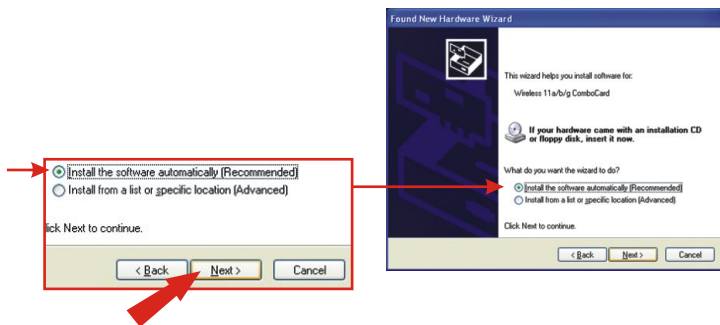 Install the software automatically (Recommended)
Install from a list or specific location (Advanced)
lick Next to continue.
< Back
Next >
Cancel
Found New Hardware Wizard
This wizard helps you install software for:
Wireless 11a/b/g ComboCard
If your hardware came with an installation CD
or floppy disk, insert it now.
What do you want the wizard to do?
Install the software automatically (Recommended)
Install from a list or specific location (Advanced)
Click Next to continue.
< Back
Next >
Cancel